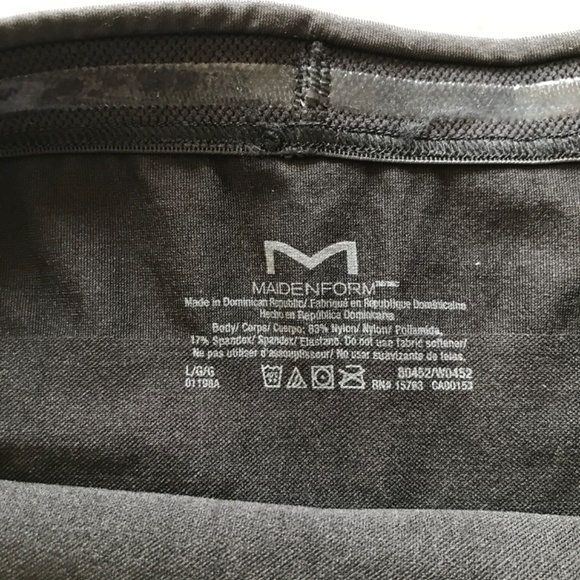 M
MAIDENFORM
Made in Dominican Republic/ Fabriqué en République Dominicaine
Hecho en República Dominicana
Body/ Corps/ Cuerpo: 83% Nylon/ Nylon/ Poliamida,
17% Spandex/ Spandex/ Elastano. Do not use fabric softener/
Ne pas utiliser d'assouplisseur/ No usar suavizante de telas.
L/G/G 80452/W0452
01198A RN# 15763 CA00153